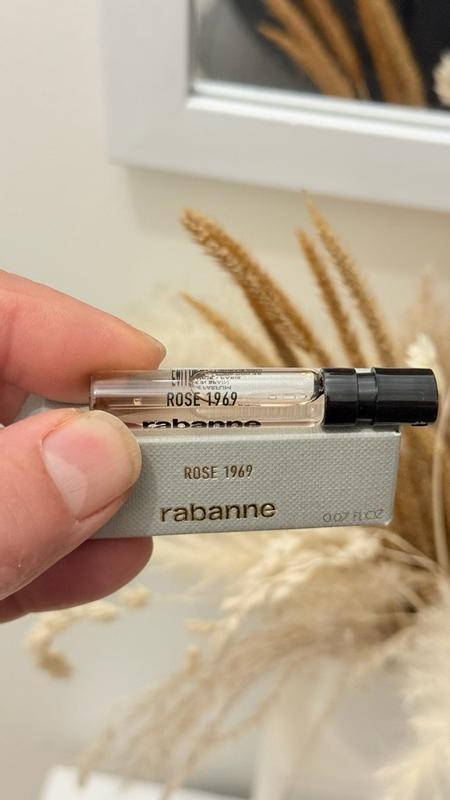 ROSE 1969
rabanne
ROSE 1969
rabanne
0.07 FL OZ